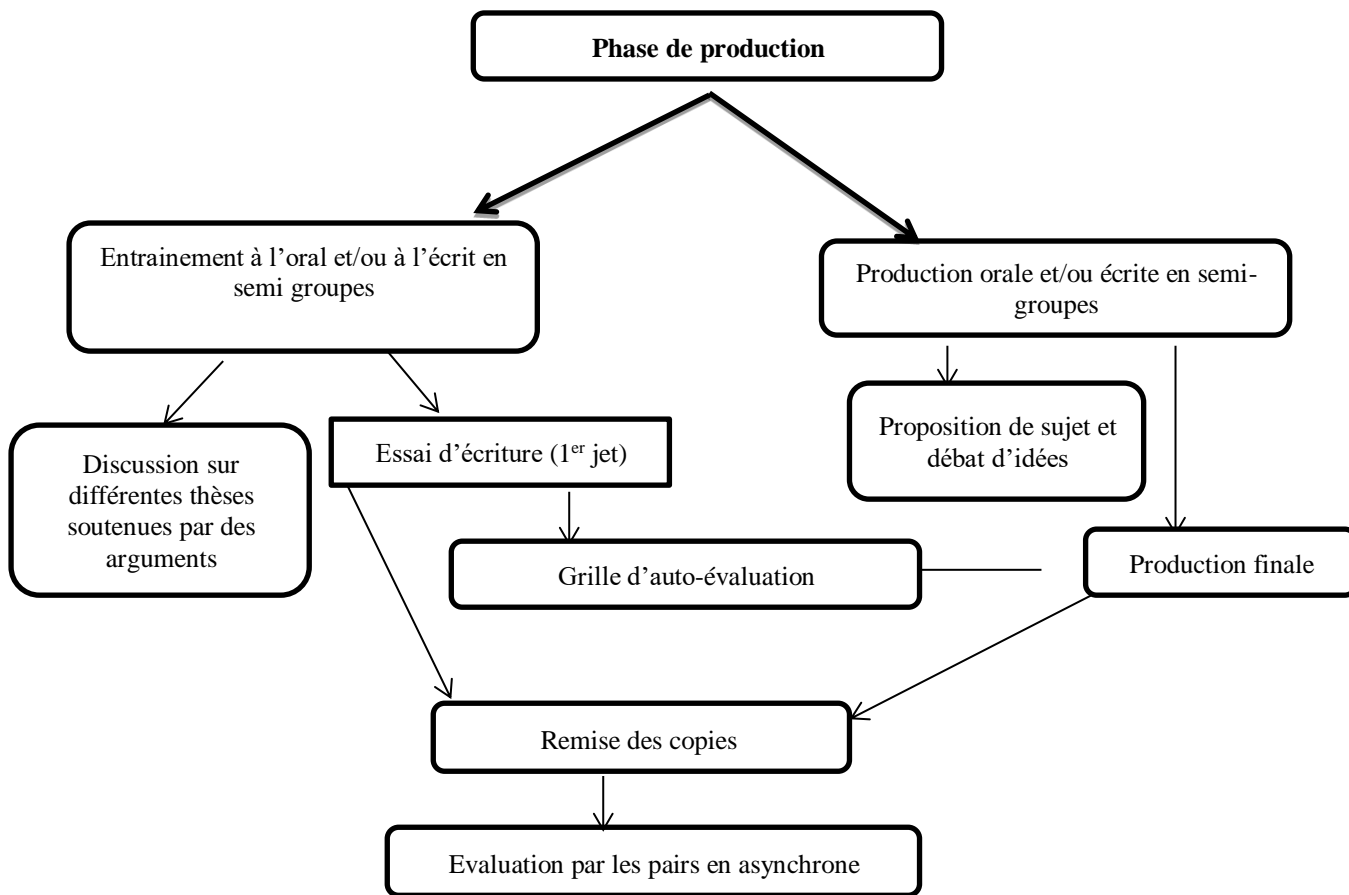 Phase de production
Entrainement à l’oral et/ou à l’écrit en
semi groupes
Production orale et/ou écrite en semi-
groupes
Discussion sur
différentes thèses
soutenues par des
arguments
Essai d’écriture (1er jet)
Proposition de sujet et
débat d’idées
Grille d’auto-évaluation
Production finale
Remise des copies
Evaluation par les pairs en asynchrone